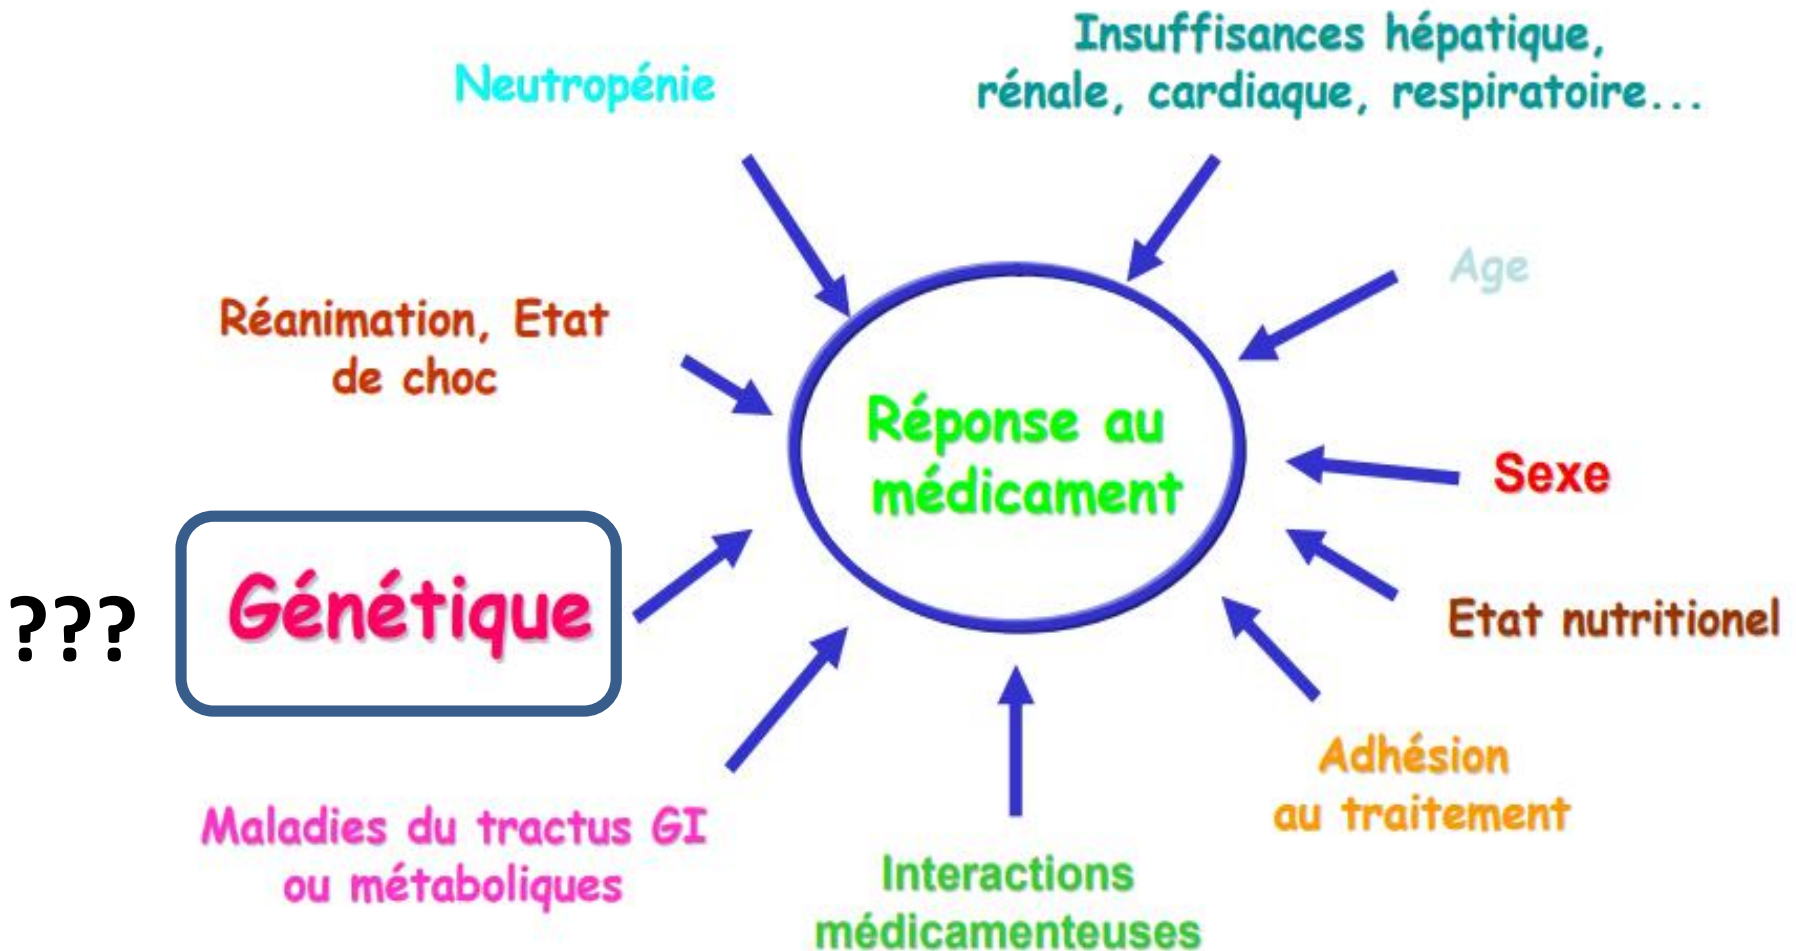 Neutropénie
Insuffisances hépatique,
rénale, cardiaque, respiratoire...
Age
Réanimation, Etat
de choc
Réponse au
médicament
Sexe
???
Génétique
Etat nutritionel
Adhésion
au traitement
Maladies du tractus GI
ou métaboliques
Interactions
médicamenteuses